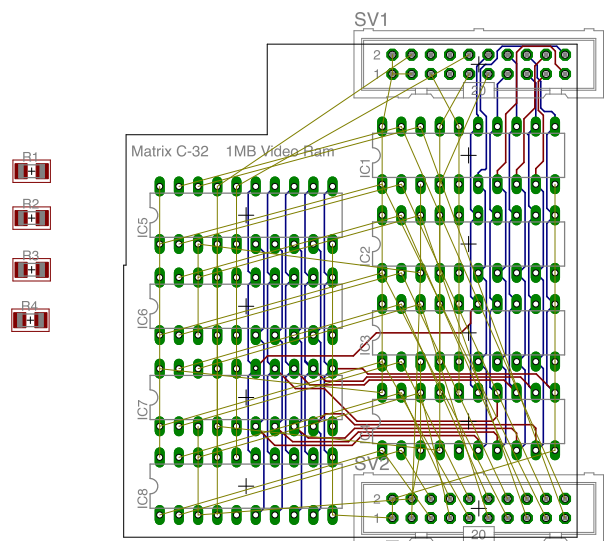 SV1
2
1
20
Matrix C-32 1MB Video Ram
R1
R2
R3
R4
IC1
IC5
IC2
IC6
IC3
IC7
IC8
SV2
2
1
20